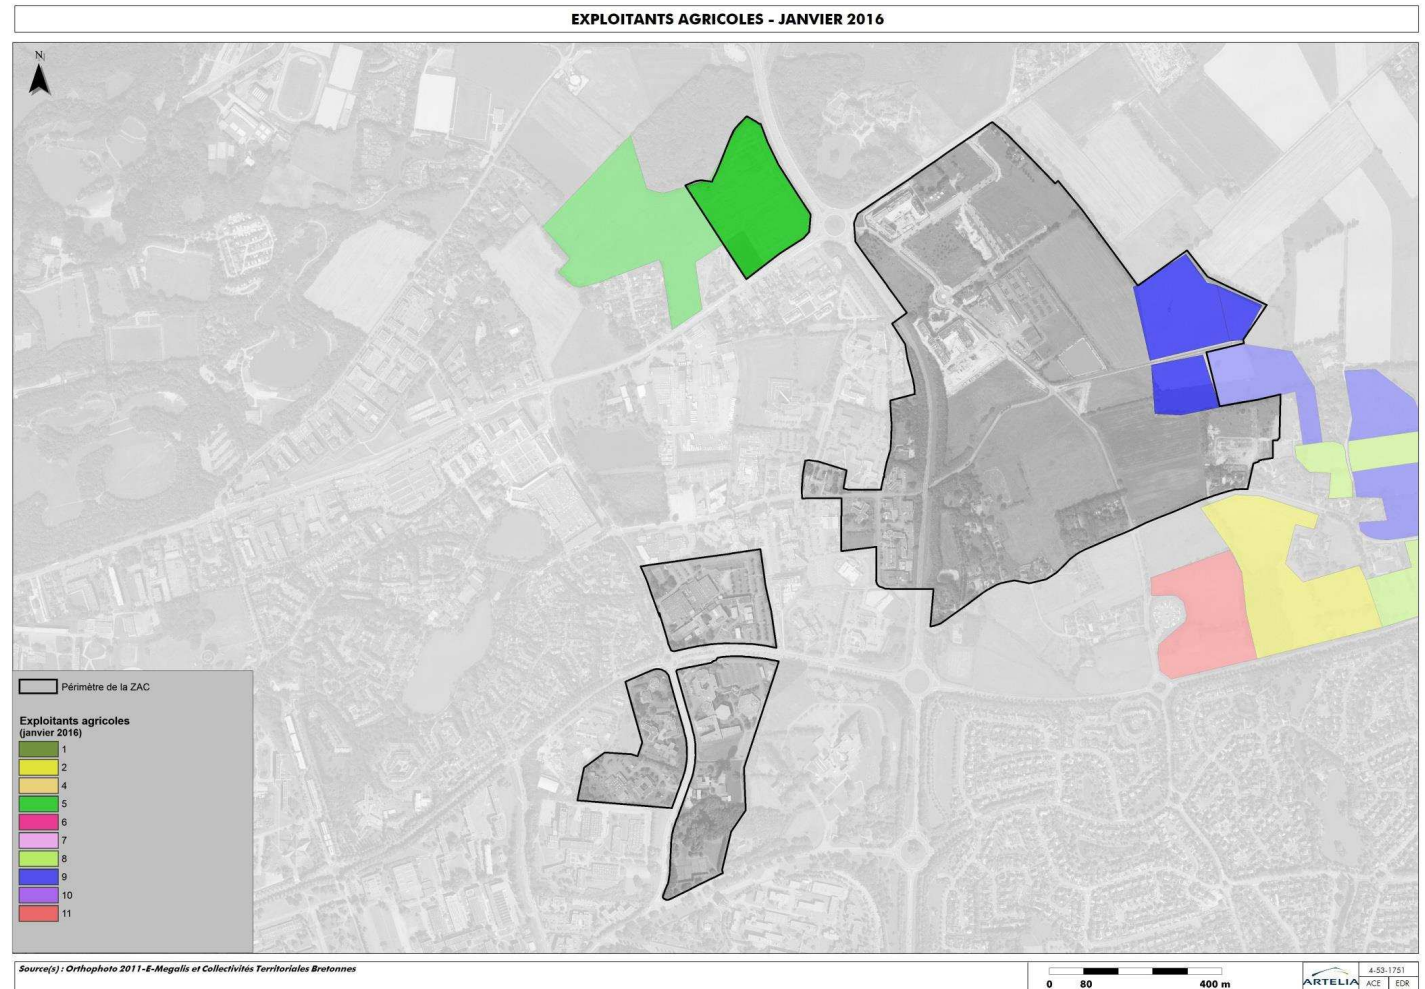 EXPLOITANTS AGRICOLES - JANVIER 2016
N
Périmètre de la ZAC
Exploitants agricoles
(janvier 2016)
1
2
4
5
6
7
8
9
10
11
Source(s) : Orthophoto 2011-E-Megalis et Collectivités Territoriales Bretonnes
0 80 400 m
ARTELIA
4-53-1751
ACE EDR